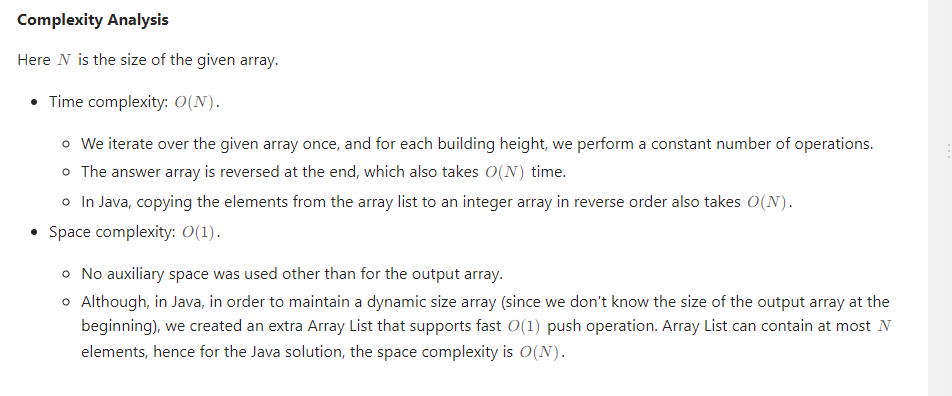 Complexity Analysis
Here N is the size of the given array.
• Time complexity: O(N).
◦ We iterate over the given array once, and for each building height, we perform a constant number of operations.
◦ The answer array is reversed at the end, which also takes O(N) time.
◦ In Java, copying the elements from the array list to an integer array in reverse order also takes O(N).
• Space complexity: O(1).
◦ No auxiliary space was used other than for the output array.
◦ Although, in Java, in order to maintain a dynamic size array (since we don't know the size of the output array at the
beginning), we created an extra Array List that supports fast O(1) push operation. Array List can contain at most N
elements, hence for the Java solution, the space complexity is O(N).